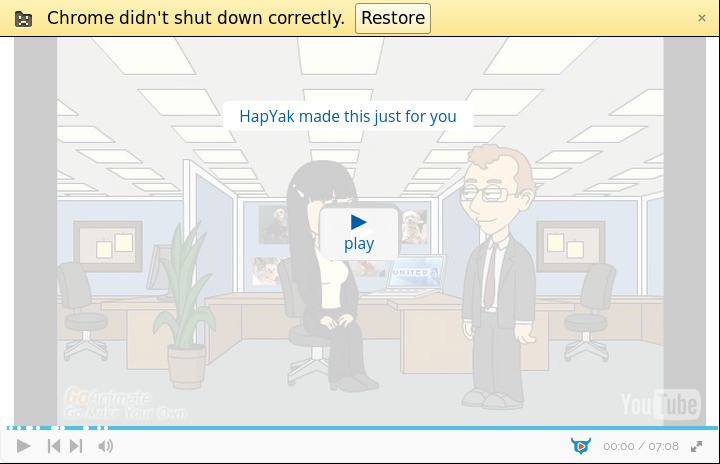 Chrome didn't shut down correctly. Restore
HapYak made this just for you
play
UNITED
GoAnimate
Go Make Your Own
YouTube
00:00 / 07:08